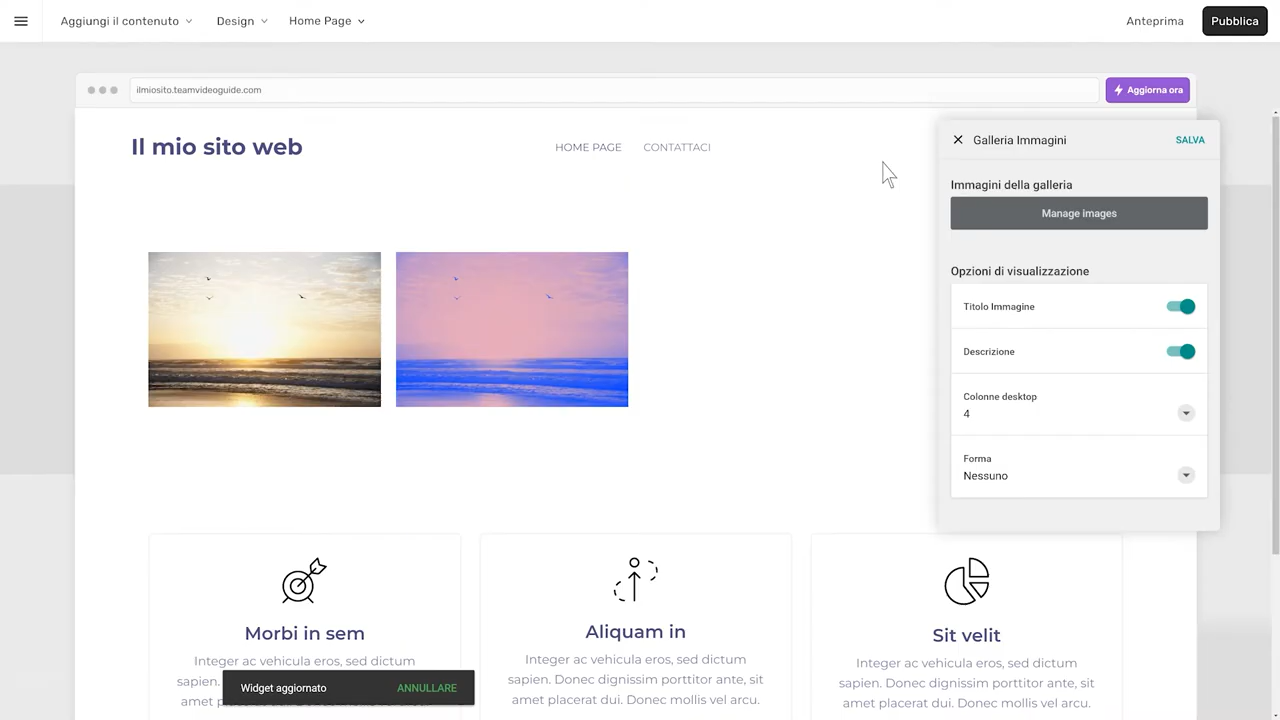 Aggiungi il contenuto
Design
Home Page
Anteprima
Pubblica
ilmiosito.teamvideoguide.com
Aggiorna ora
Il mio sito web
HOME PAGE
CONTATTACI
Galleria Immagini
SALVA
Immagini della galleria
Manage images
Opzioni di visualizzazione
Titolo Immagine
Descrizione
Colonne desktop
4
Forma
Nessuno
Morbi in sem
Integer ac vehicula eros, sed dictum
sapien.
amet p
Aliquam in
Integer ac vehicula eros, sed dictum
sapien. Donec dignissim porttitor ante, sit
amet placerat dui. Donec mollis vel arcu.
Sit velit
Integer ac vehicula eros, sed dictum
sapien. Donec dignissim porttitor ante, sit
amet placerat dui. Donec mollis vel arcu.
Widget aggiornato
ANNULLARE